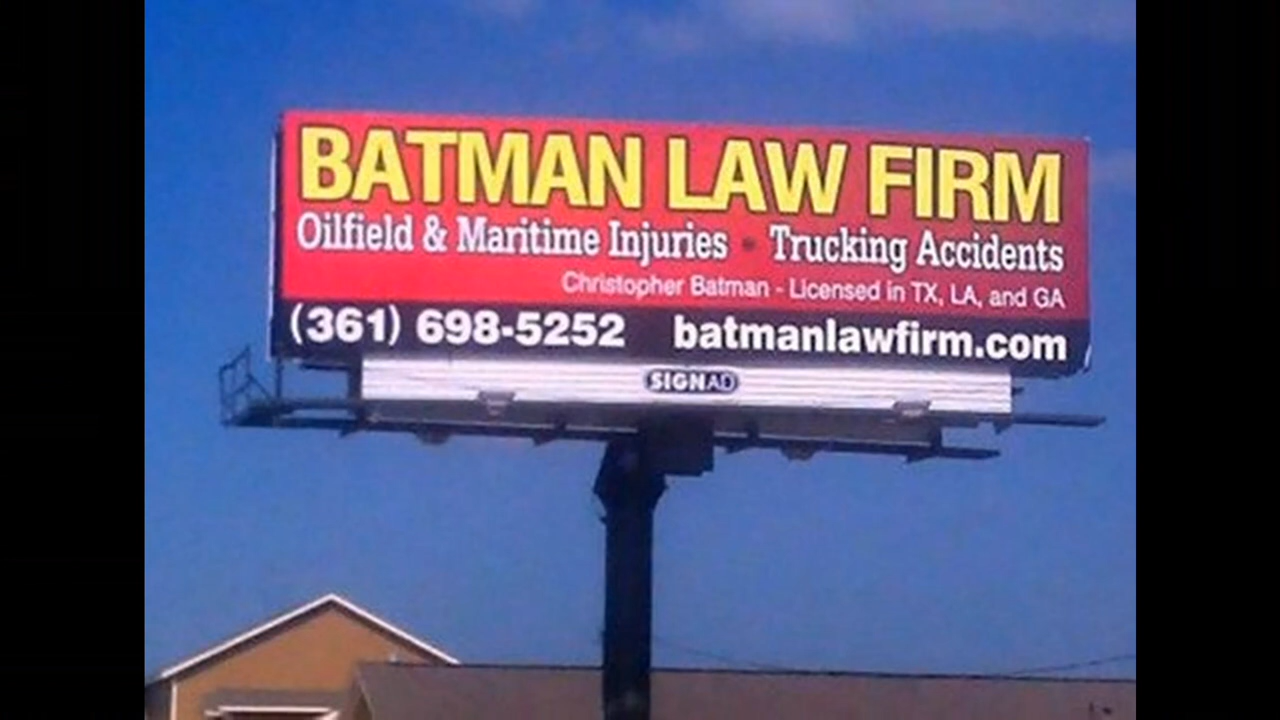 BATMAN LAW FIRM
Oilfield & Maritime Injuries • Trucking Accidents
Christopher Batman - Licensed in TX, LA, and GA
(361) 698-5252 batmanlawfirm.com
SIGNAD